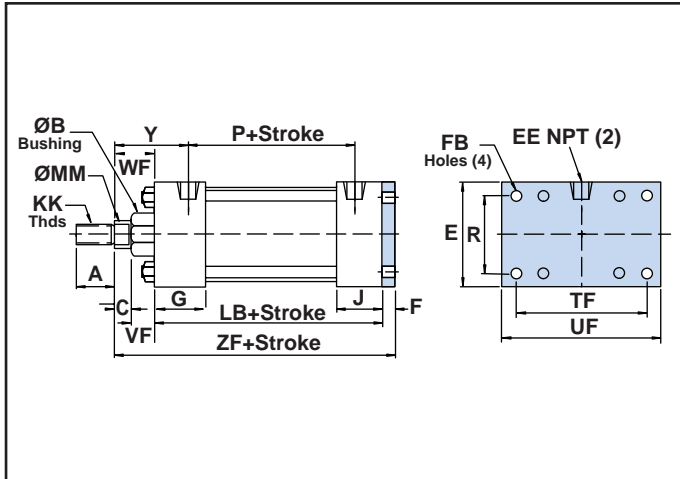 ØB
Bushing
Y
P+Stroke
WF
ØMM
KK
Thds
A
C
G
J
F
VF
LB+Stroke
ZF+Stroke
FB
Holes (4)
EE NPT (2)
E
R
TF
UF